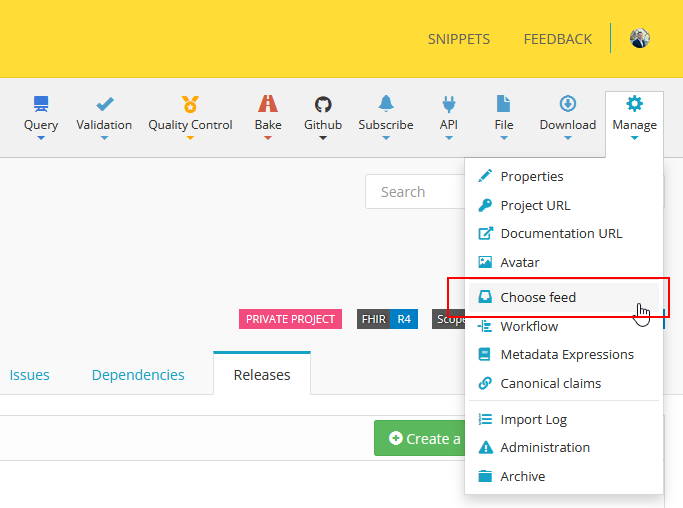 SNIPPETS FEEDBACK
Query Validation Quality Control Bake Github Subscribe API File Download Manage
Properties
Search
Project URL
Documentation URL
Avatar
Choose feed
PRIVATE PROJECT FHIR R4 Scope
Workflow
Metadata Expressions
Issues Dependencies Releases
Canonical claims
Import Log
Create a
Administration
Archive